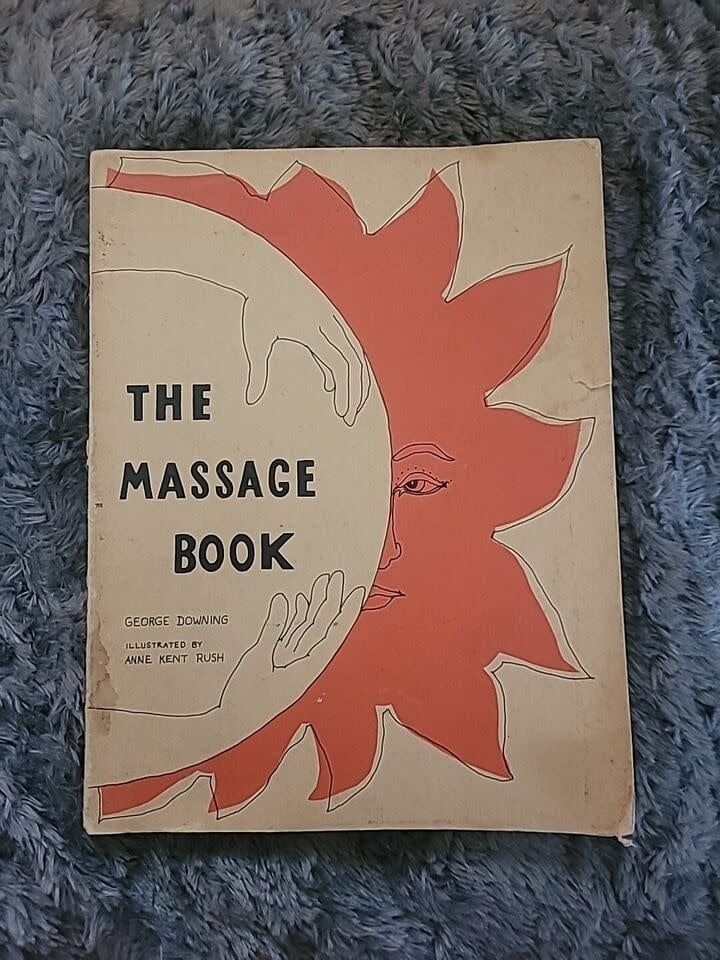 THE
MASSAGE
BOOK
GEORGE DOWNING
ILLUSTRATED BY
ANNE KENT RUSH